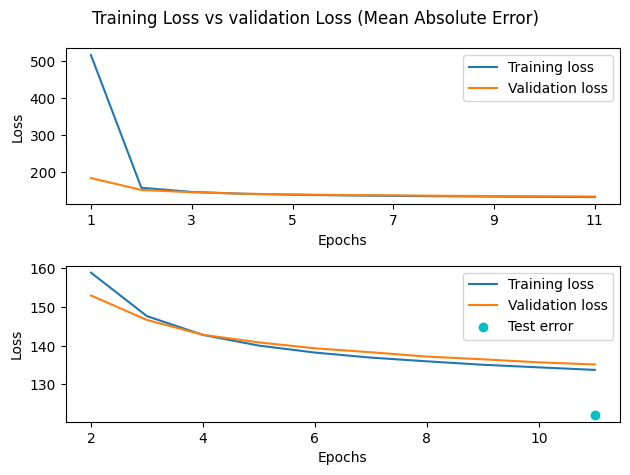 Training Loss vs validation Loss (Mean Absolute Error)
500
400
300
200
Loss
Training loss
Validation loss
1 3 5 7 9 11
Epochs
160
150
140
130
Loss
Training loss
Validation loss
Test error
2 4 6 8 10
Epochs